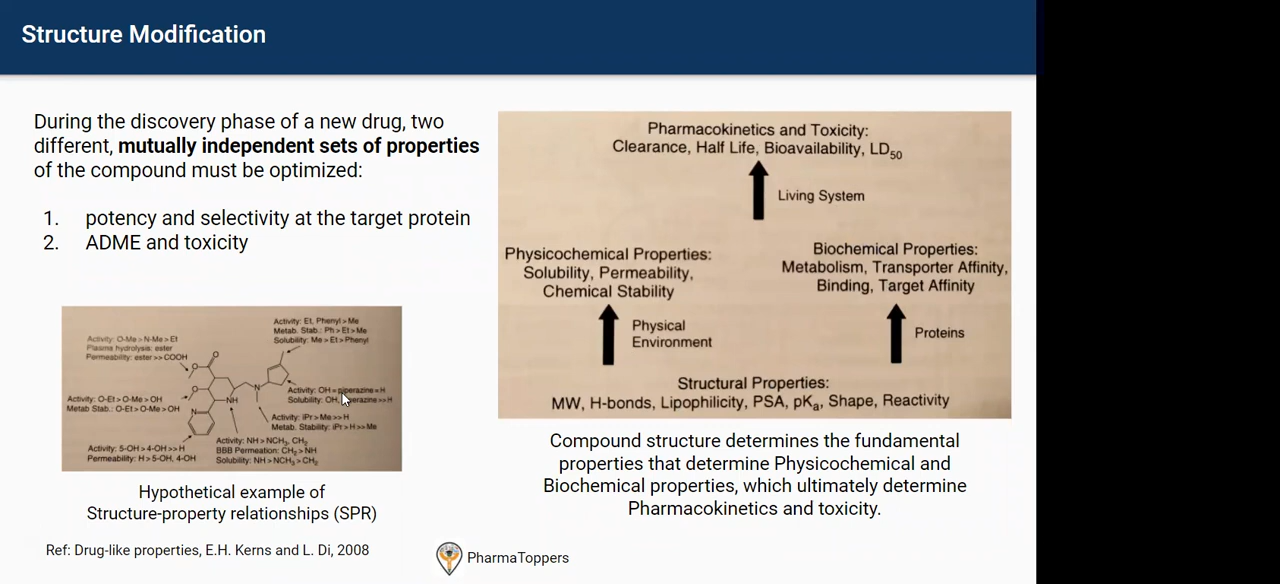 Structure Modification
During the discovery phase of a new drug, two
different, mutually independent sets of properties
of the compound must be optimized:
1. potency and selectivity at the target protein
2. ADME and toxicity
Activity: Et, Phenyl > Me
Metab. Stab.: Ph > Et > Me
Solubility: Me > Et > Phenyl
Activity: O-Me > N-Me > Et
Plasma hydrolysis: ester
Permeability: ester >> COOH
O
O
O
N
NH
N
Activity: OH = piperazine = H
Solubility: OH, >> H
Activity: O-Et > O-Me > OH
Metab Stab.: O-Et > O-Me > OH
Activity: iPr > Me >> H
Metab. Stability: iPr > H >> Me
Activity: NH > NCH3, CH2
BBB Permeation: CH2 > NH
Solubility: NH > NCH3 > CH2
Activity: 5-OH > 4-OH >> H
Permeability: H > 5-OH, 4-OH
Hypothetical example of
Structure-property relationships (SPR)
Ref: Drug-like properties, E.H. Kerns and L. Di, 2008
Pharmacokinetics and Toxicity:
Clearance, Half Life, Bioavailability, LD50
Living System
Physicochemical Properties:
Solubility, Permeability,
Chemical Stability
Biochemical Properties:
Metabolism, Transporter Affinity,
Binding, Target Affinity
Physical
Environment
Proteins
Structural Properties:
MW, H-bonds, Lipophilicity, PSA, pKa, Shape, Reactivity
Compound structure determines the fundamental
properties that determine Physicochemical and
Biochemical properties, which ultimately determine
Pharmacokinetics and toxicity.
PharmaToppers